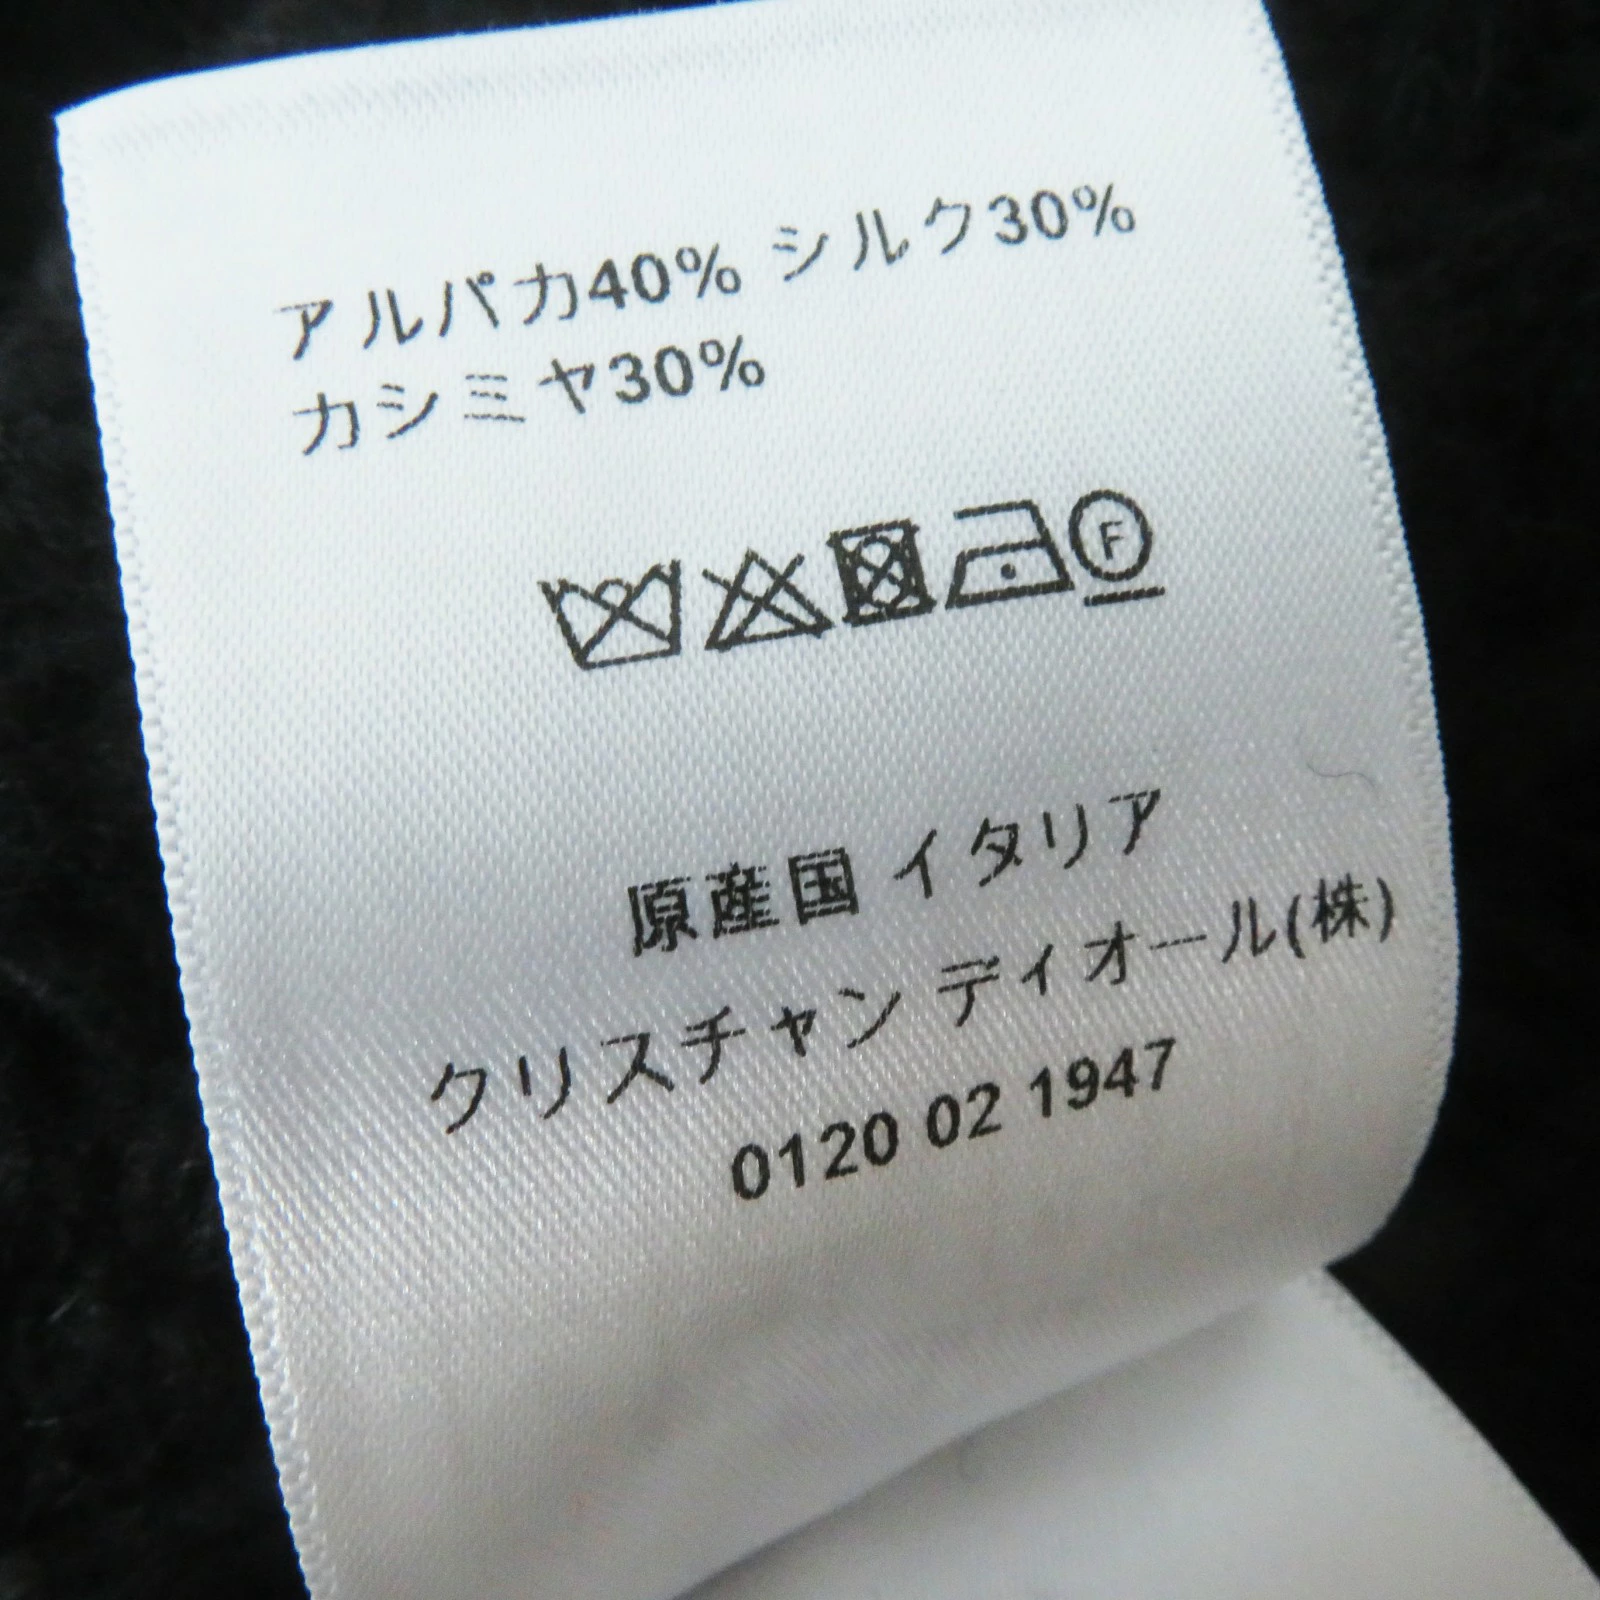 アルパカ40% シルク30%
カシミヤ30%
F
原産国 イタリア
クリスチャン ディオール(株)
0120 02 1947